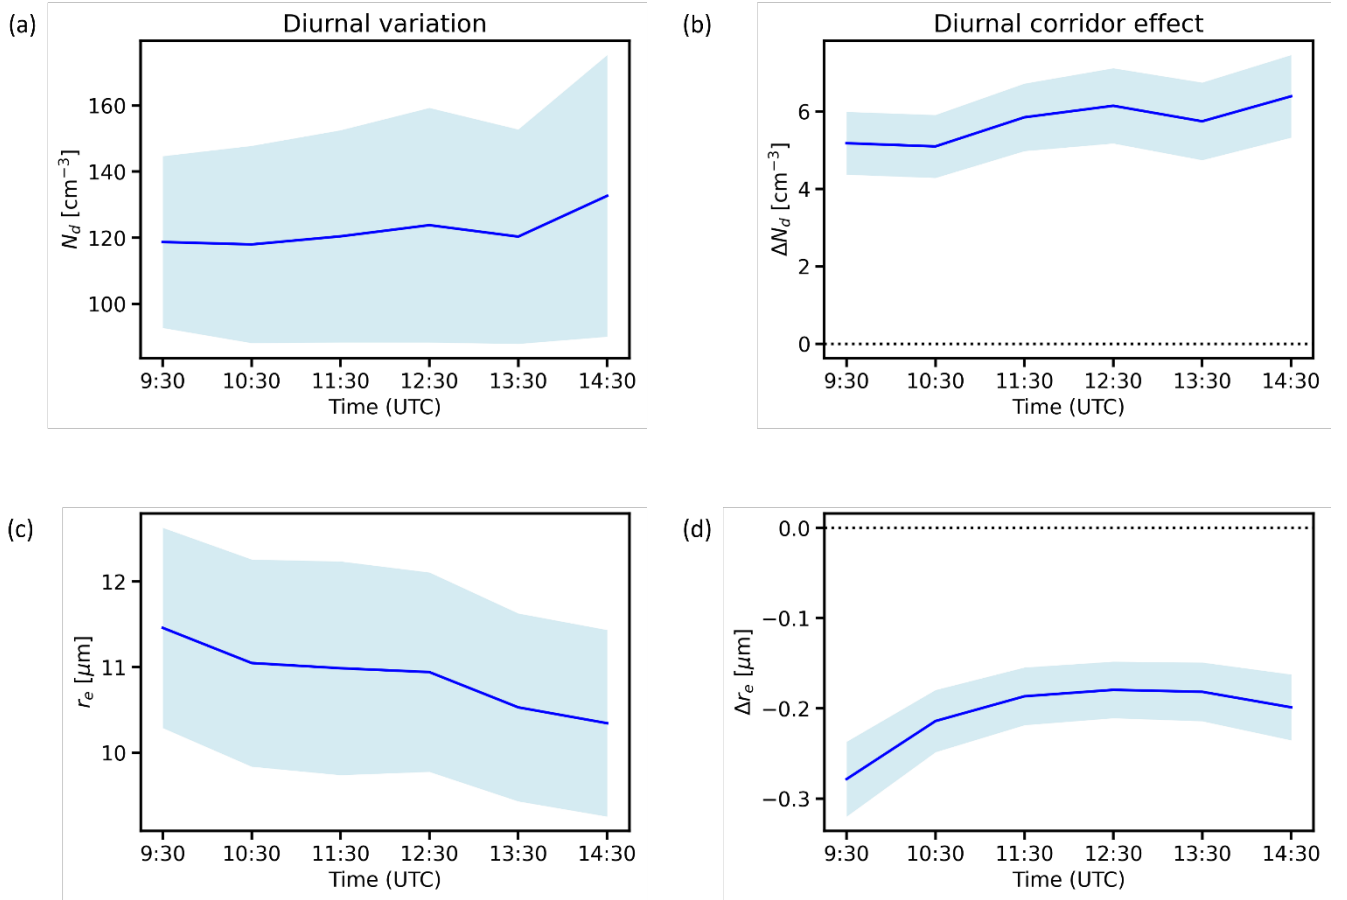 (a)
Diurnal variation
160
140
120
100
N_d [cm⁻³]
9:30 10:30 11:30 12:30 13:30 14:30
Time (UTC)
(b)
Diurnal corridor effect
6
4
2
0
ΔN_d [cm⁻³]
9:30 10:30 11:30 12:30 13:30 14:30
Time (UTC)
(c)
12
11
10
r_e [μm]
9:30 10:30 11:30 12:30 13:30 14:30
Time (UTC)
(d)
0.0
−0.1
−0.2
−0.3
Δr_e [μm]
9:30 10:30 11:30 12:30 13:30 14:30
Time (UTC)